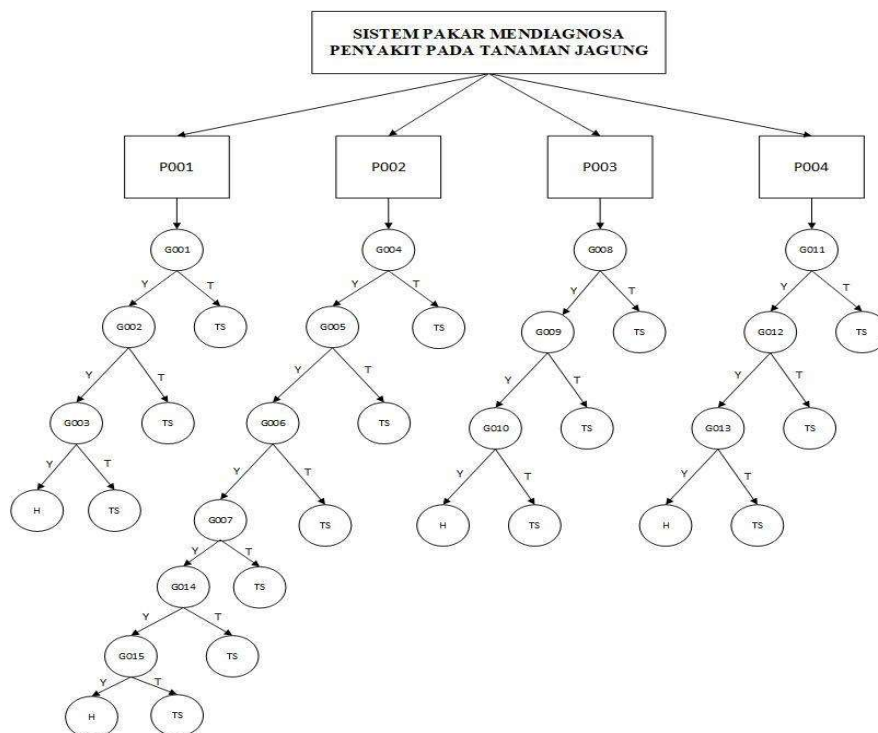 SISTEM PAKAR MENDIAGNOSA
PENYAKIT PADA TANAMAN JAGUNG
P001
P002
P003
P004
G001
G004
G008
G011
Y
T
Y
T
Y
T
Y
T
G002
TS
G005
TS
G009
TS
G012
TS
Y
T
Y
T
Y
T
Y
T
G003
TS
G006
TS
G010
TS
G013
TS
Y
T
Y
T
Y
T
Y
T
H
TS
G007
TS
H
TS
H
TS
Y
T
G014
TS
Y
T
G015
TS
Y
T
H
TS